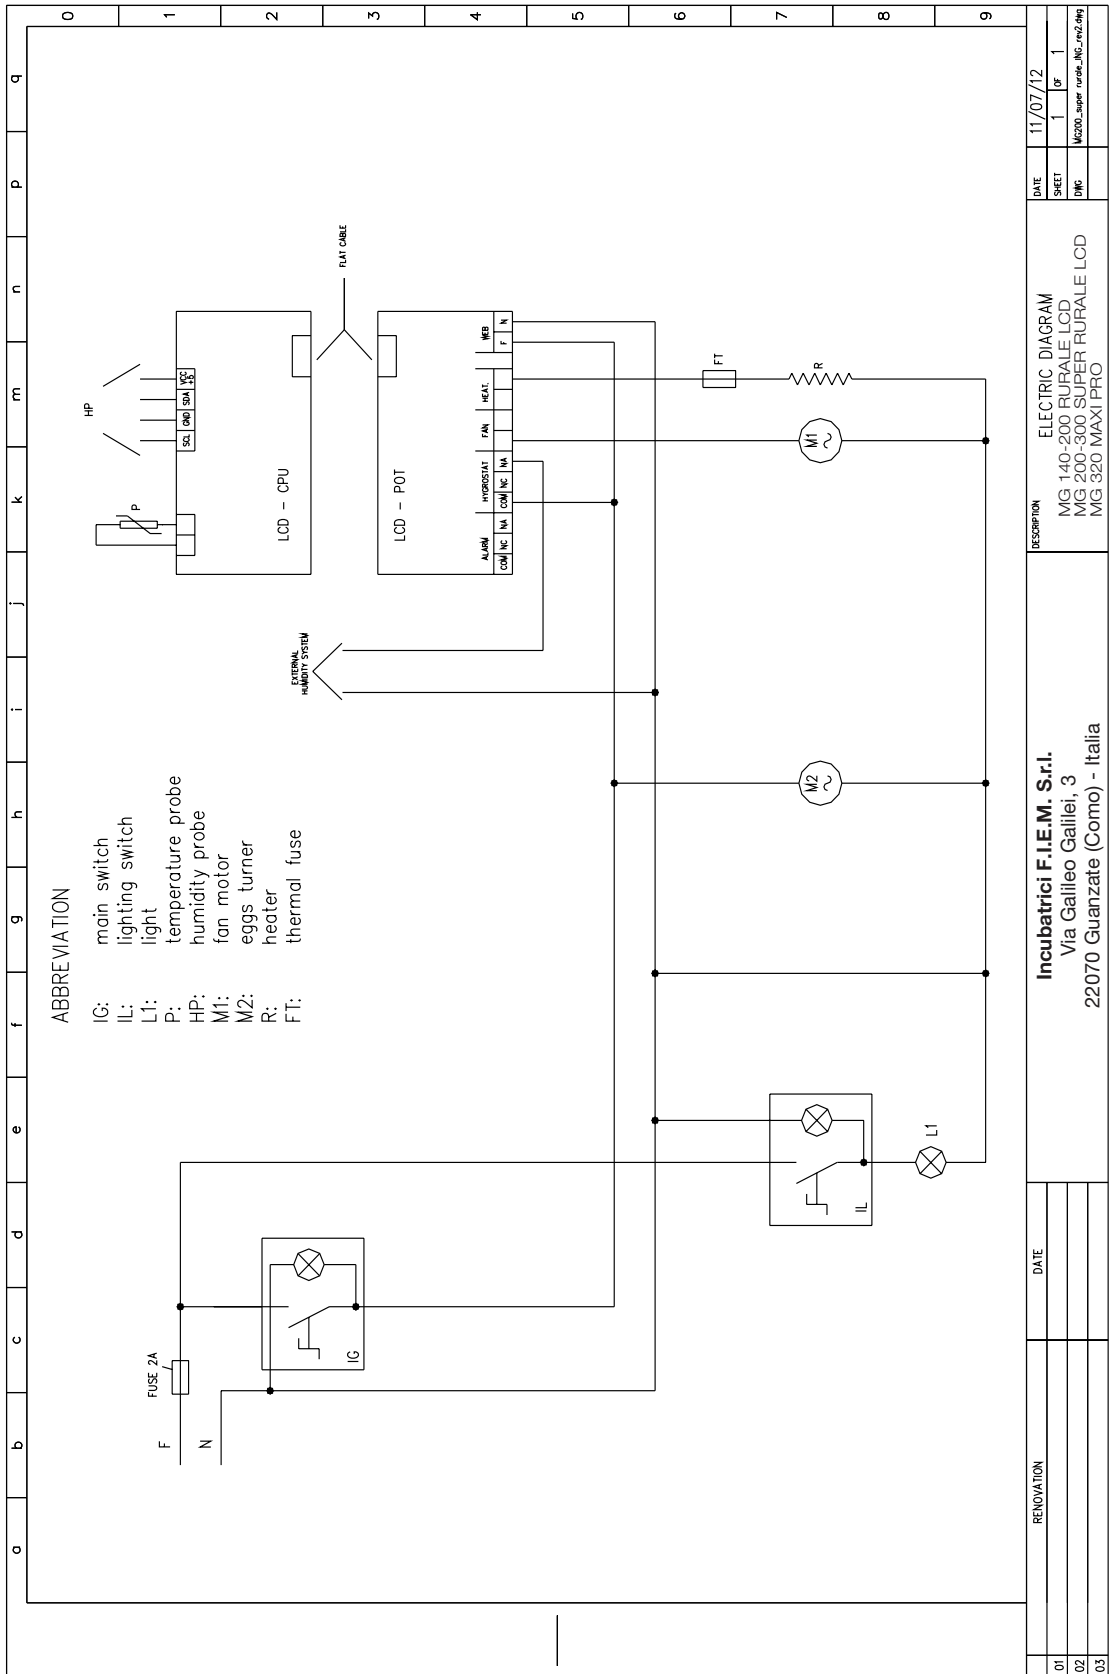 a b c d e f g h i j k m n p q
0
1
2
3
4
5
6
7
8
9
ABBREVIATION
IG: main switch
IL: lighting switch
L1: light
P: temperature probe
HP: humidity probe
M1: fan motor
M2: eggs turner
R: heater
FT: thermal fuse
F
N
FUSE 2A
IG
IL
L1
M2
M1
R
FT
EXTERNAL
HUMIDITY SYSTEM
P
HP
SCL GND SDA VCC
+5
LCD - CPU
FLAT CABLE
LCD - POT
ALARM HYGROSTAT FAN HEAT. WEB
COM NC NA COM NC NA F N
RENOVATION DATE
01
02
03
Incubatrici F.I.E.M. S.r.l.
Via Galileo Galilei, 3
22070 Guanzate (Como) - Italia
DESCRIPTION
ELECTRIC DIAGRAM
MG 140-200 RURALE LCD
MG 200-300 SUPER RURALE LCD
MG 320 MAXI PRO
DATE 11/07/12
SHEET 1 OF 1
DWG MG200_super rurale_ING_rev2.dwg